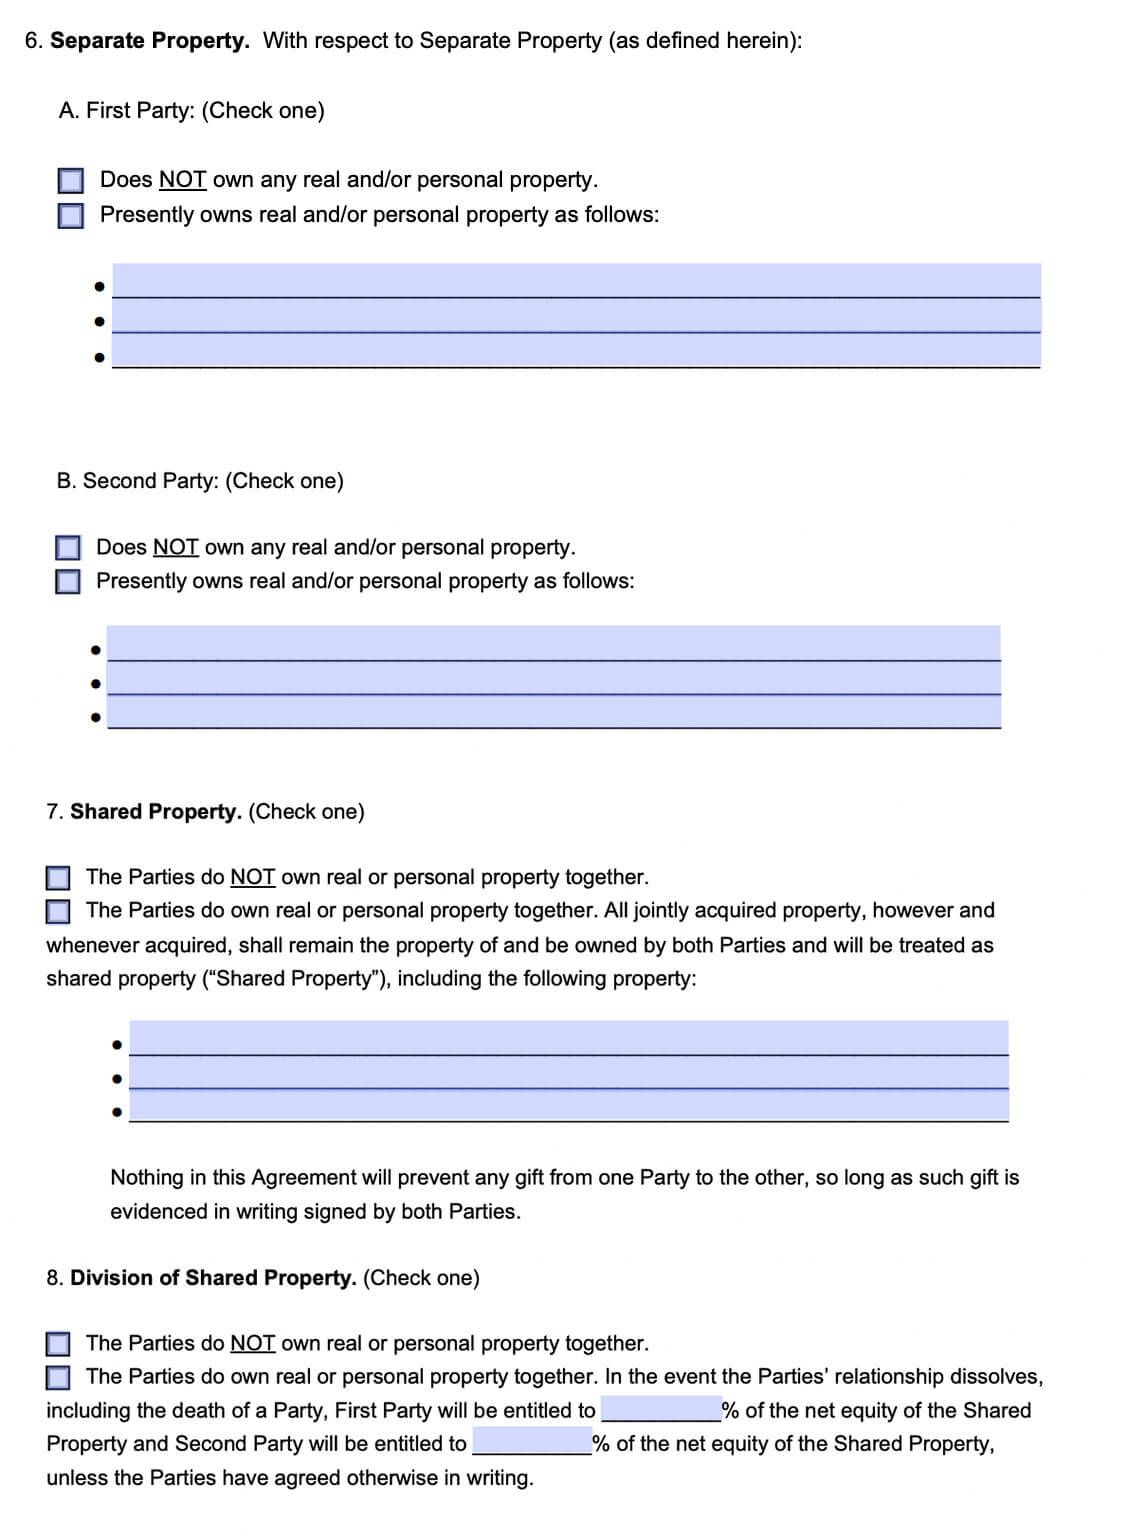 6. Separate Property. With respect to Separate Property (as defined herein):
A. First Party: (Check one)
Does NOT own any real and/or personal property.
Presently owns real and/or personal property as follows:
•
•
•
B. Second Party: (Check one)
Does NOT own any real and/or personal property.
Presently owns real and/or personal property as follows:
•
•
•
7. Shared Property. (Check one)
The Parties do NOT own real or personal property together.
The Parties do own real or personal property together. All jointly acquired property, however and
whenever acquired, shall remain the property of and be owned by both Parties and will be treated as
shared property (“Shared Property”), including the following property:
•
•
•
Nothing in this Agreement will prevent any gift from one Party to the other, so long as such gift is
evidenced in writing signed by both Parties.
8. Division of Shared Property. (Check one)
The Parties do NOT own real or personal property together.
The Parties do own real or personal property together. In the event the Parties’ relationship dissolves,
including the death of a Party, First Party will be entitled to __________% of the net equity of the Shared
Property and Second Party will be entitled to __________% of the net equity of the Shared Property,
unless the Parties have agreed otherwise in writing.